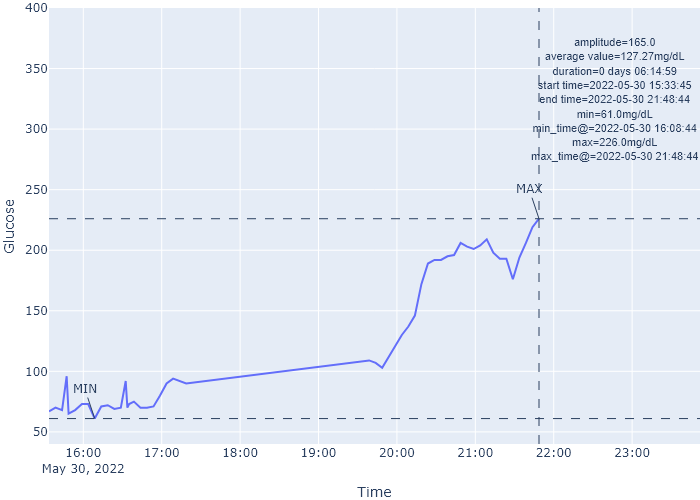 400
350
300
250
200
150
100
50
Glucose
amplitude=165.0
average value=127.27mg/dL
duration=0 days 06:14:59
start time=2022-05-30 15:33:45
end time=2022-05-30 21:48:44
min=61.0mg/dL
min_time@=2022-05-30 16:08:44
max=226.0mg/dL
max_time@=2022-05-30 21:48:44
MAX
MIN
16:00 17:00 18:00 19:00 20:00 21:00 22:00 23:00
May 30, 2022
Time